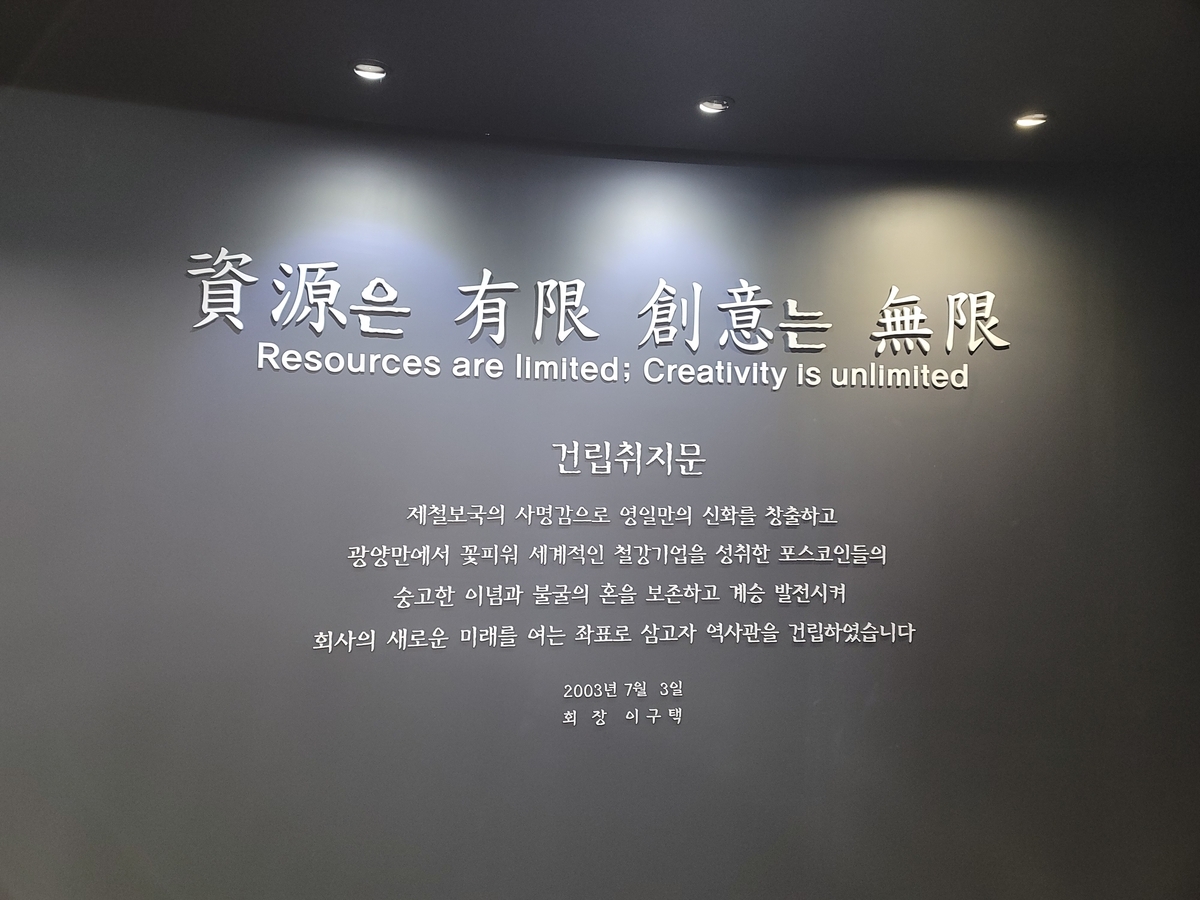 資源은 有限 創意는 無限
Resources are limited; Creativity is unlimited
건립취지문
제철보국의 사명감으로 영일만의 신화를 창출하고
광양만에서 꽃피워 세계적인 철강기업을 성취한 포스코인들의
숭고한 이념과 불굴의 혼을 보존하고 계승 발전시켜
회사의 새로운 미래를 여는 좌표로 삼고자 역사관을 건립하였습니다
2003년 7월 3일
회 장 이 구 택